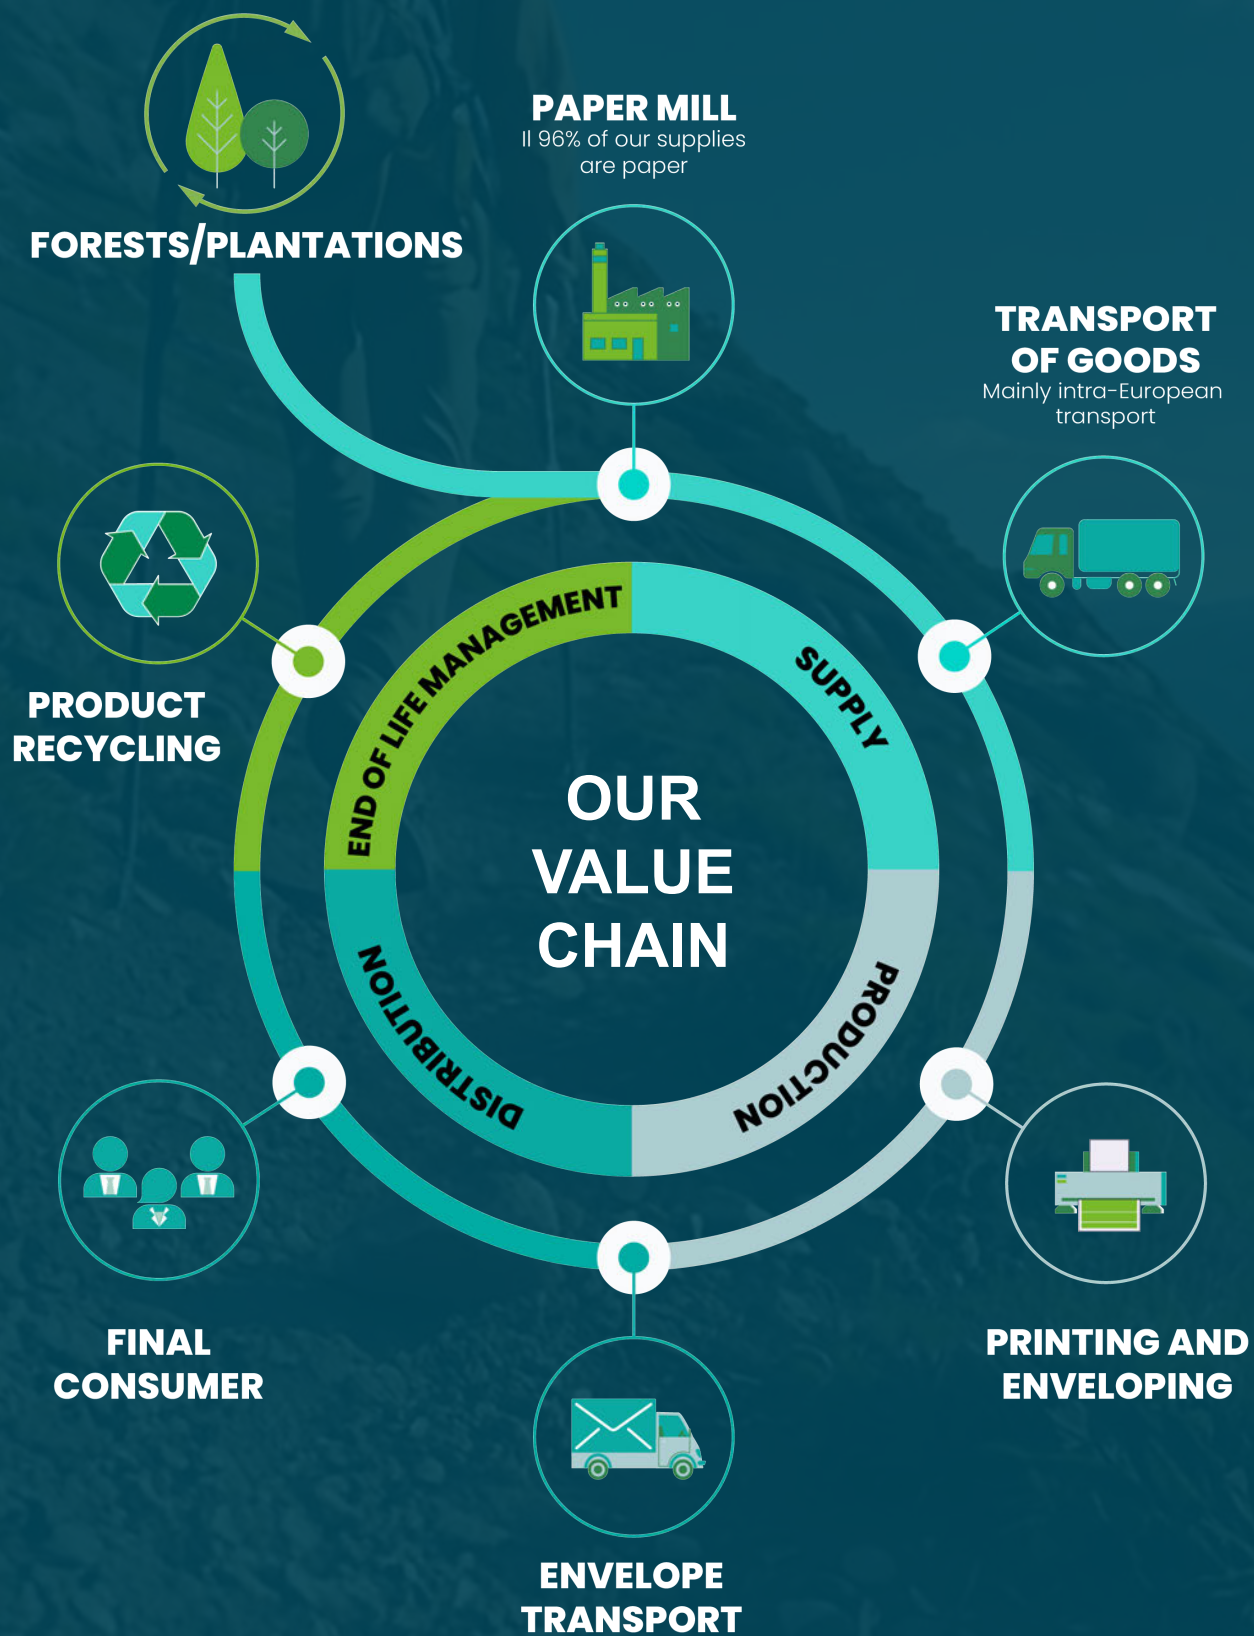 PAPER MILL
Il 96% of our supplies
are paper
FORESTS/PLANTATIONS
TRANSPORT
OF GOODS
Mainly intra-European
transport
PRODUCT
RECYCLING
END OF LIFE MANAGEMENT
SUPPLY
OUR
VALUE
CHAIN
DISTRIBUTION
PRODUCTION
FINAL
CONSUMER
PRINTING AND
ENVELOPING
ENVELOPE
TRANSPORT